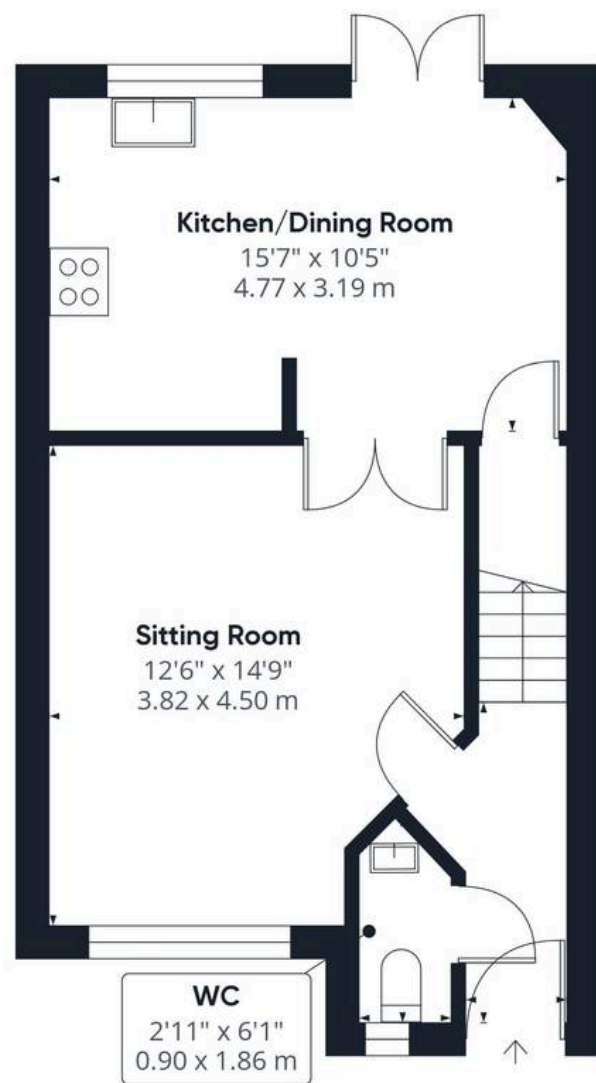 Kitchen/Dining Room
15'7" x 10'5"
4.77 x 3.19 m
Sitting Room
12'6" x 14'9"
3.82 x 4.50 m
WC
2'11" x 6'1"
0.90 x 1.86 m